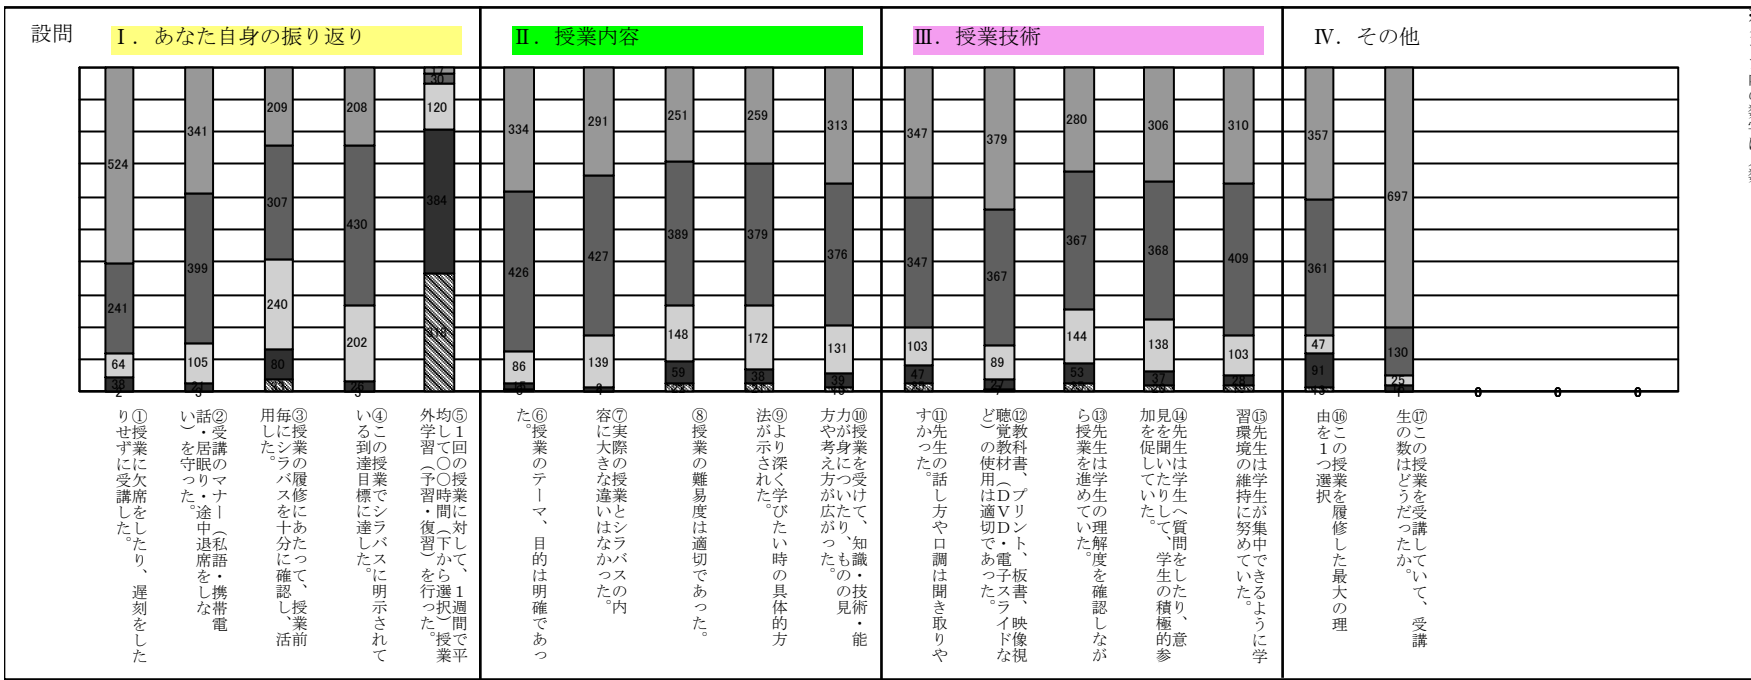 設問
Ⅰ．あなた自身の振り返り
Ⅱ．授業内容
Ⅲ．授業技術
Ⅳ．その他
524
241
64
38
2
341
399
105
21
3
209
307
240
80
33
208
430
202
26
3
17
30
120
384
318
334
426
86
15
291
427
139
251
389
148
59
259
379
172
38
313
376
131
39
347
347
103
47
379
367
89
27
280
367
144
53
306
368
138
37
310
409
103
28
357
361
47
91
13
697
130
25
0
0
0
①授業に欠席をしたり、遅刻をした
りせずに受講した。
②受講のマナー（私語・携帯電
話・居眠り・途中退席をしな
い）を守った。
③授業の履修にあたって、授業前
毎にシラバスを十分に確認し、活
用した。
④この授業でシラバスに明示されて
いる到達目標に達した。
⑤１回の授業に対して、１週間で平
均して〇〇時間（下から選択）授業
外学習（予習・復習）を行った。
⑥授業のテーマ、目的は明確であっ
た。
⑦実際の授業とシラバスの内
容に大きな違いはなかった。
⑧授業の難易度は適切であった。
⑨より深く学びたい時の具体的方
法が示された。
⑩授業を受けて、知識・技術・能
力が身についたり、ものの見
方や考え方が広がった。
⑪先生の話し方や口調は聞き取りや
すかった。
⑫教科書、プリント、板書、映像視
聴覚教材（ＤＶＤ・電子スライドな
ど）の使用は適切であった。
⑬先生は学生の理解度を確認しなが
ら授業を進めていた。
⑭先生は学生へ質問をしたり、意
見を聞いたりして、学生の積極的参
加を促していた。
⑮先生は学生が集中できるように学
習環境の維持に努めていた。
⑯この授業を履修した最大の理
由を１つ選択
⑰この授業を受講していて、受講
生の数はどうだったか。